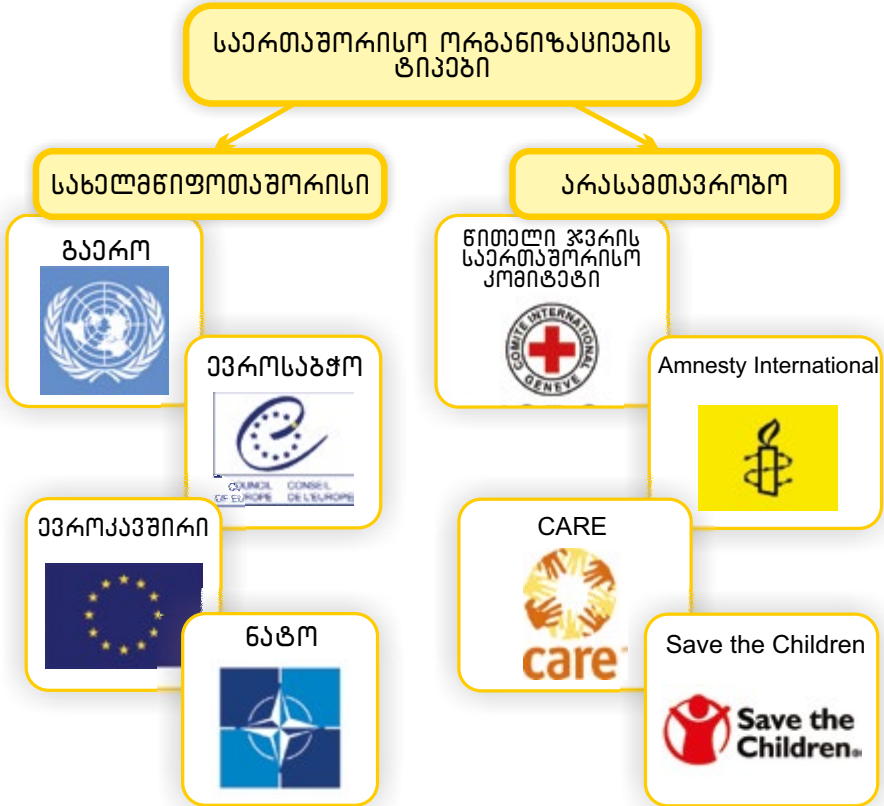 საერთაშორისო ორგანიზაციების
ტიპები
სახელმწიფოთაშორისი
არასამთავრობო
გაერო
ევროსაბჭო
COUNCIL CONSEIL
OF EUROPE DE L'EUROPE
ევროკავშირი
ნატო
წითელი ჯვრის
საერთაშორისო
კომიტეტი
COMITE INTERNATIONAL
GENEVE
Amnesty International
CARE
care
Save the Children
Save the
Children.